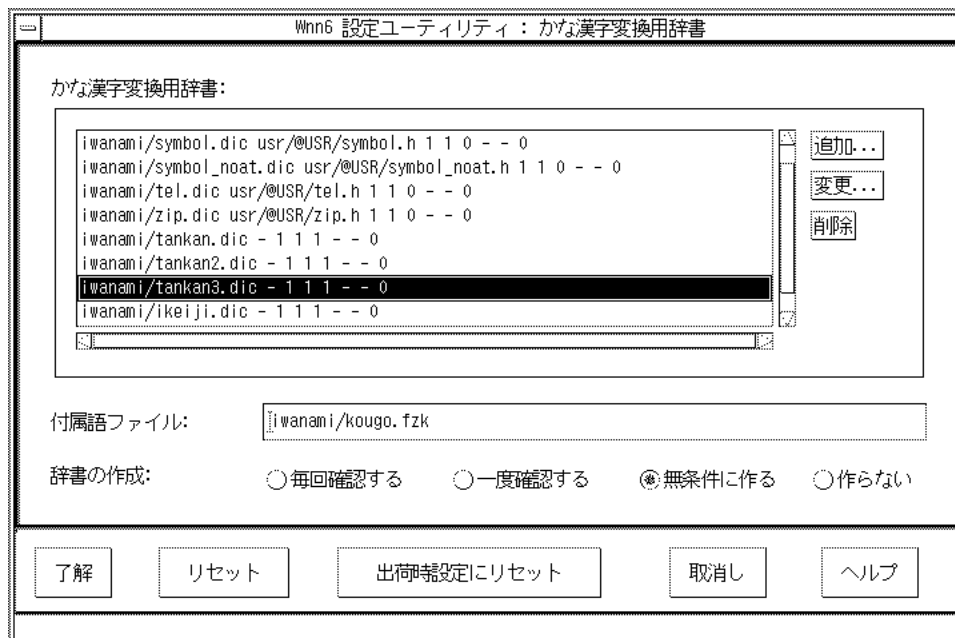 Wnn6 設定ユーティリティ : かな漢字変換用辞書
かな漢字変換用辞書:
iwanami/symbol.dic usr/@USR/symbol.h 1 1 0 - - 0
iwanami/symbol_noat.dic usr/@USR/symbol_noat.h 1 1 0 - - 0
iwanami/tel.dic usr/@USR/tel.h 1 1 0 - - 0
iwanami/zip.dic usr/@USR/zip.h 1 1 0 - - 0
iwanami/tankan.dic - 1 1 1 - - 0
iwanami/tankan2.dic - 1 1 1 - - 0
iwanami/tankan3.dic - 1 1 1 - - 0
iwanami/ikeiji.dic - 1 1 1 - - 0
追加...
変更...
削除
付属語ファイル: iwanami/kougo.fzk
辞書の作成: 毎回確認する 一度確認する 無条件に作る 作らない
了解 リセット 出荷時設定にリセット 取消し ヘルプ